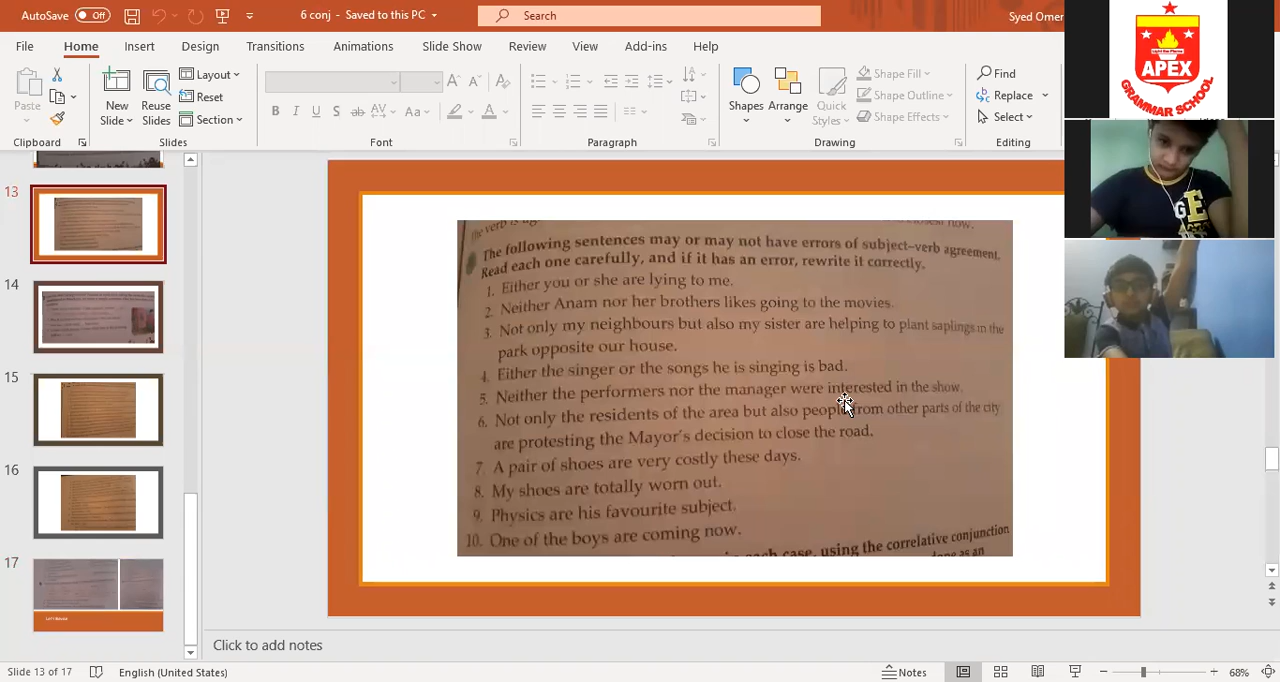 AutoSave Off 6 conj - Saved to this PC Search Syed Omer
File Home Insert Design Transitions Animations Slide Show Review View Add-ins Help
Paste New Slide Reuse Slides Layout Reset Section
B I U S ab AV Aa A
Shapes Arrange Quick Styles Shape Fill Shape Outline Shape Effects
Find Replace Select
Clipboard Slides Font Paragraph Drawing Editing
APEX
GRAMMAR SCHOOL
13
14
15
16
17
The following sentences may or may not have errors of subject–verb agreement.
Read each one carefully, and if it has an error, rewrite it correctly.
1. Either you or she are lying to me.
2. Neither Anam nor her brothers likes going to the movies.
3. Not only my neighbours but also my sister are helping to plant saplings in the
park opposite our house.
4. Either the singer or the songs he is singing is bad.
5. Neither the performers nor the manager were interested in the show.
6. Not only the residents of the area but also people from other parts of the city
are protesting the Mayor's decision to close the road.
7. A pair of shoes are very costly these days.
8. My shoes are totally worn out.
9. Physics are his favourite subject.
10. One of the boys are coming now.
each case, using the correlative conjunction
Click to add notes
Slide 13 of 17 English (United States) Notes 68%